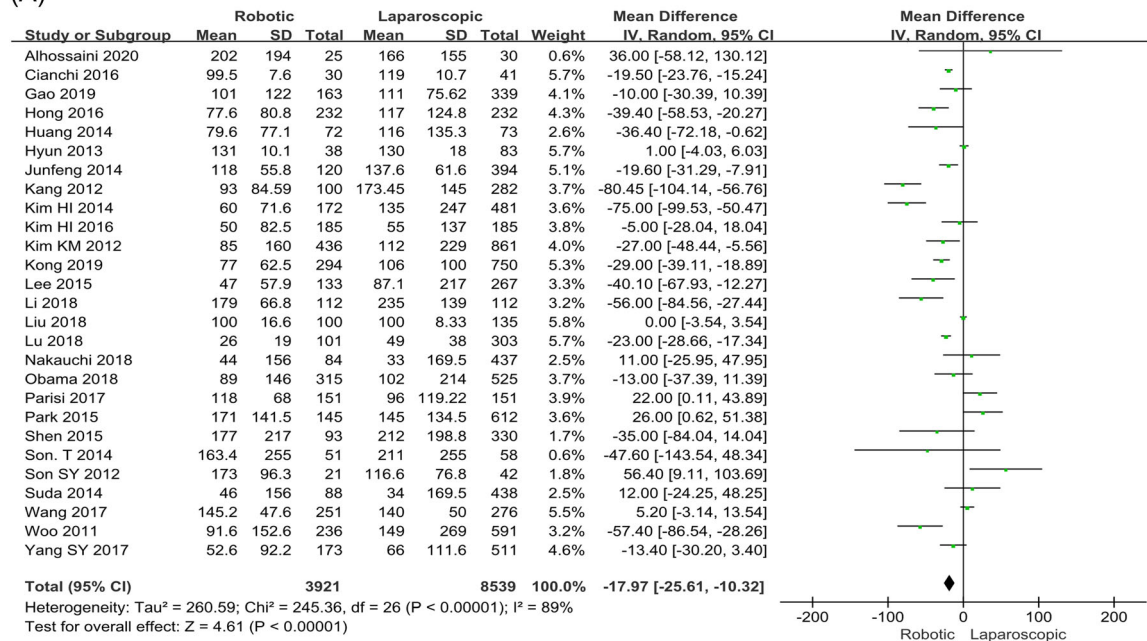 (A)
Robotic Laparoscopic Mean Difference Mean Difference
Study or Subgroup Mean SD Total Mean SD Total Weight IV, Random, 95% CI IV, Random, 95% CI
Alhossaini 2020 202 194 25 166 155 30 0.6% 36.00 [-58.12, 130.12]
Cianchi 2016 99.5 7.6 30 119 10.7 41 5.7% -19.50 [-23.76, -15.24]
Gao 2019 101 122 163 111 75.62 339 4.1% -10.00 [-30.39, 10.39]
Hong 2016 77.6 80.8 232 117 124.8 232 4.3% -39.40 [-58.53, -20.27]
Huang 2014 79.6 77.1 72 116 135.3 73 2.6% -36.40 [-72.18, -0.62]
Hyun 2013 131 10.1 38 130 18 83 5.7% 1.00 [-4.03, 6.03]
Junfeng 2014 118 55.8 120 137.6 61.6 394 5.1% -19.60 [-31.29, -7.91]
Kang 2012 93 84.59 100 173.45 145 282 3.7% -80.45 [-104.14, -56.76]
Kim HI 2014 60 71.6 172 135 247 481 3.6% -75.00 [-99.53, -50.47]
Kim HI 2016 50 82.5 185 55 137 185 3.8% -5.00 [-28.04, 18.04]
Kim KM 2012 85 160 436 112 229 861 4.0% -27.00 [-48.44, -5.56]
Kong 2019 77 62.5 294 106 100 750 5.3% -29.00 [-39.11, -18.89]
Lee 2015 47 57.9 133 87.1 217 267 3.3% -40.10 [-67.93, -12.27]
Li 2018 179 66.8 112 235 139 112 3.2% -56.00 [-84.56, -27.44]
Liu 2018 100 16.6 100 100 8.33 135 5.8% 0.00 [-3.54, 3.54]
Lu 2018 26 19 101 49 38 303 5.7% -23.00 [-28.66, -17.34]
Nakauchi 2018 44 156 84 33 169.5 437 2.5% 11.00 [-25.95, 47.95]
Obama 2018 89 146 315 102 214 525 3.7% -13.00 [-37.39, 11.39]
Parisi 2017 118 68 151 96 119.22 151 3.9% 22.00 [0.11, 43.89]
Park 2015 171 141.5 145 145 134.5 612 3.6% 26.00 [0.62, 51.38]
Shen 2015 177 217 93 212 198.8 330 1.7% -35.00 [-84.04, 14.04]
Son. T 2014 163.4 255 51 211 255 58 0.6% -47.60 [-143.54, 48.34]
Son SY 2012 173 96.3 21 116.6 76.8 42 1.8% 56.40 [9.11, 103.69]
Suda 2014 46 156 88 34 169.5 438 2.5% 12.00 [-24.25, 48.25]
Wang 2017 145.2 47.6 251 140 50 276 5.5% 5.20 [-3.14, 13.54]
Woo 2011 91.6 152.6 236 149 269 591 3.2% -57.40 [-86.54, -28.26]
Yang SY 2017 52.6 92.2 173 66 111.6 511 4.6% -13.40 [-30.20, 3.40]
Total (95% CI) 3921 8539 100.0% -17.97 [-25.61, -10.32]
Heterogeneity: Tau² = 260.59; Chi² = 245.36, df = 26 (P < 0.00001); I² = 89%
Test for overall effect: Z = 4.61 (P < 0.00001)
-200 -100 0 100 200
Robotic Laparoscopic